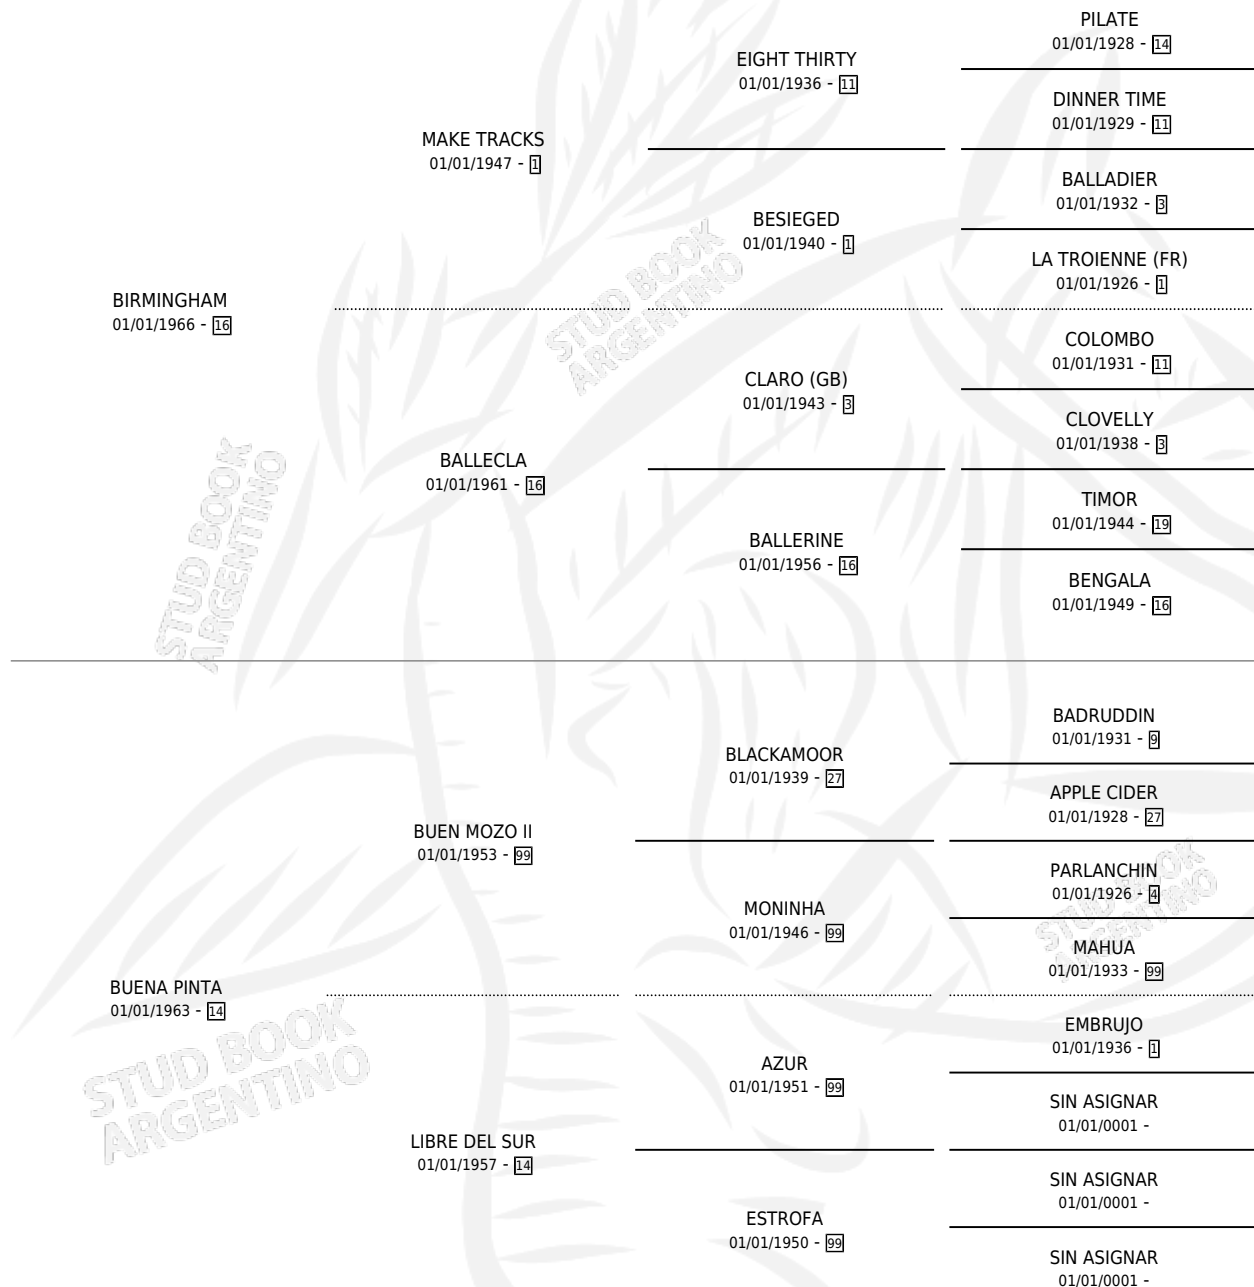 PILATE
01/01/1928 - 14
EIGHT THIRTY
01/01/1936 - 11
DINNER TIME
01/01/1929 - 11
MAKE TRACKS
01/01/1947 - 1
BALLADIER
01/01/1932 - 3
BESIEGED
01/01/1940 - 1
LA TROIENNE (FR)
01/01/1926 - 1
BIRMINGHAM
01/01/1966 - 16
STUD BOOK
ARGENTINO
COLOMBO
01/01/1931 - 11
CLARO (GB)
01/01/1943 - 3
CLOVELLY
01/01/1938 - 3
BALLECLA
01/01/1961 - 16
TIMOR
01/01/1944 - 19
BALLERINE
01/01/1956 - 16
BENGALA
01/01/1949 - 16
STUD BOOK
ARGENTINO
BADRUDDIN
01/01/1931 - 9
BLACKAMOOR
01/01/1939 - 27
APPLE CIDER
01/01/1928 - 27
BUEN MOZO II
01/01/1953 - 99
PARLANCHIN
01/01/1926 - 4
MONINHA
01/01/1946 - 99
STUD BOOK
ARGENTINO
MAHUA
01/01/1933 - 99
BUENA PINTA
01/01/1963 - 14
STUD BOOK
ARGENTINO
EMBRUJO
01/01/1936 - 1
AZUR
01/01/1951 - 99
SIN ASIGNAR
01/01/0001 -
LIBRE DEL SUR
01/01/1957 - 14
SIN ASIGNAR
01/01/0001 -
ESTROFA
01/01/1950 - 99
SIN ASIGNAR
01/01/0001 -